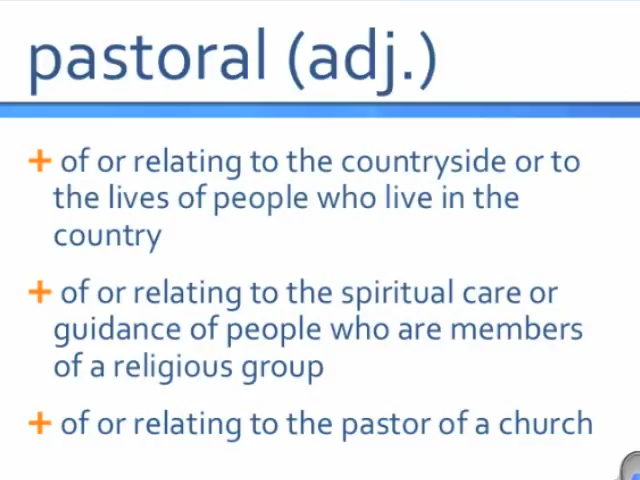 pastoral (adj.)
+ of or relating to the countryside or to
the lives of people who live in the
country
+ of or relating to the spiritual care or
guidance of people who are members
of a religious group
+ of or relating to the pastor of a church